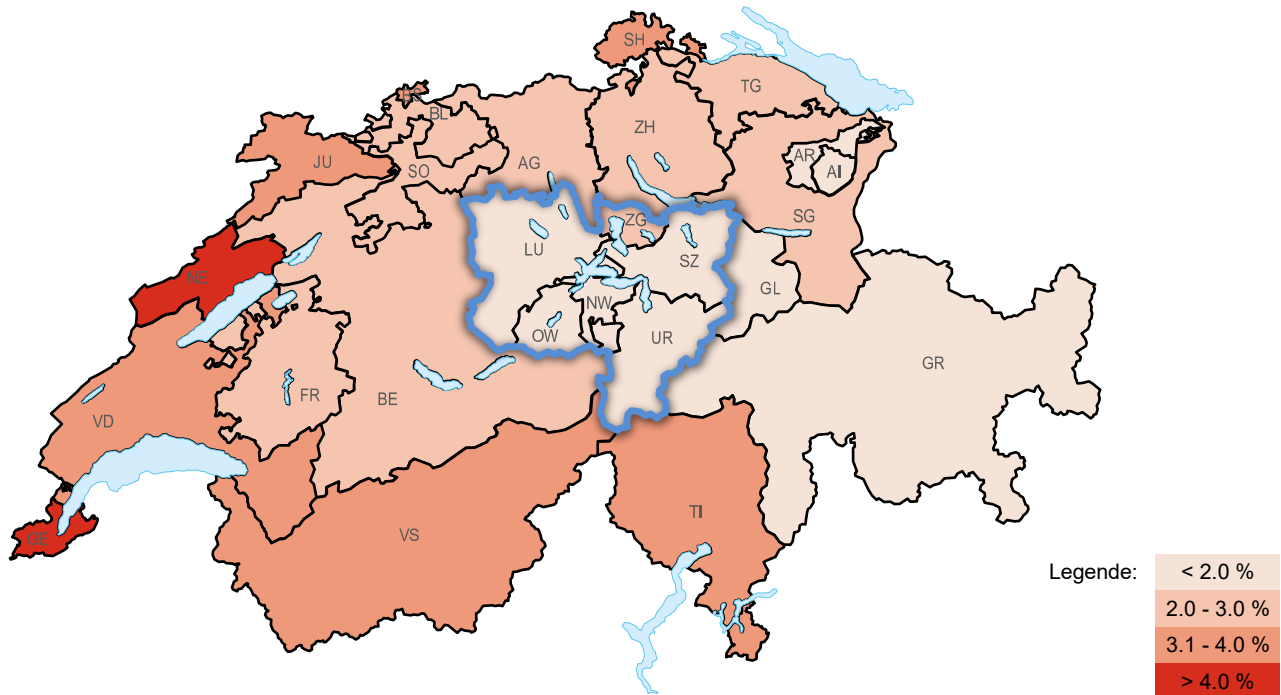 SH
TG
BS
BL
ZH
JU
SO
AG
AR
AI
ZG
SG
LU
SZ
NE
GL
NW
OW
UR
GR
FR
BE
VD
TI
VS
GE
Legende:
< 2.0 %
2.0 - 3.0 %
3.1 - 4.0 %
> 4.0 %